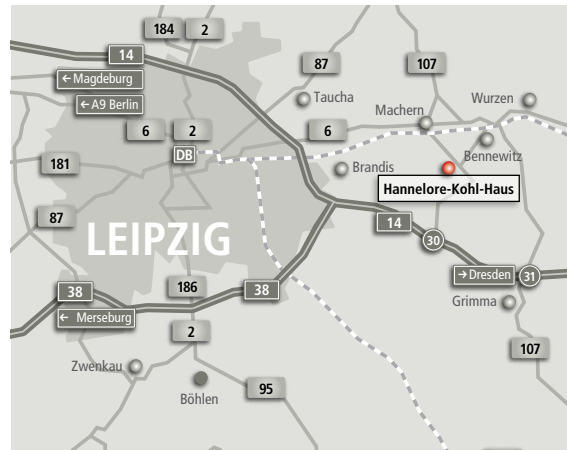 184
2
14
← Magdeburg
← A9 Berlin
87
107
Taucha
Wurzen
Machern
6
2
6
DB
181
Brandis
Bennewitz
Hannelore-Kohl-Haus
87
LEIPZIG
14
30
→ Dresden
31
38
186
38
Grimma
← Merseburg
2
107
Zwenkau
95
Böhlen